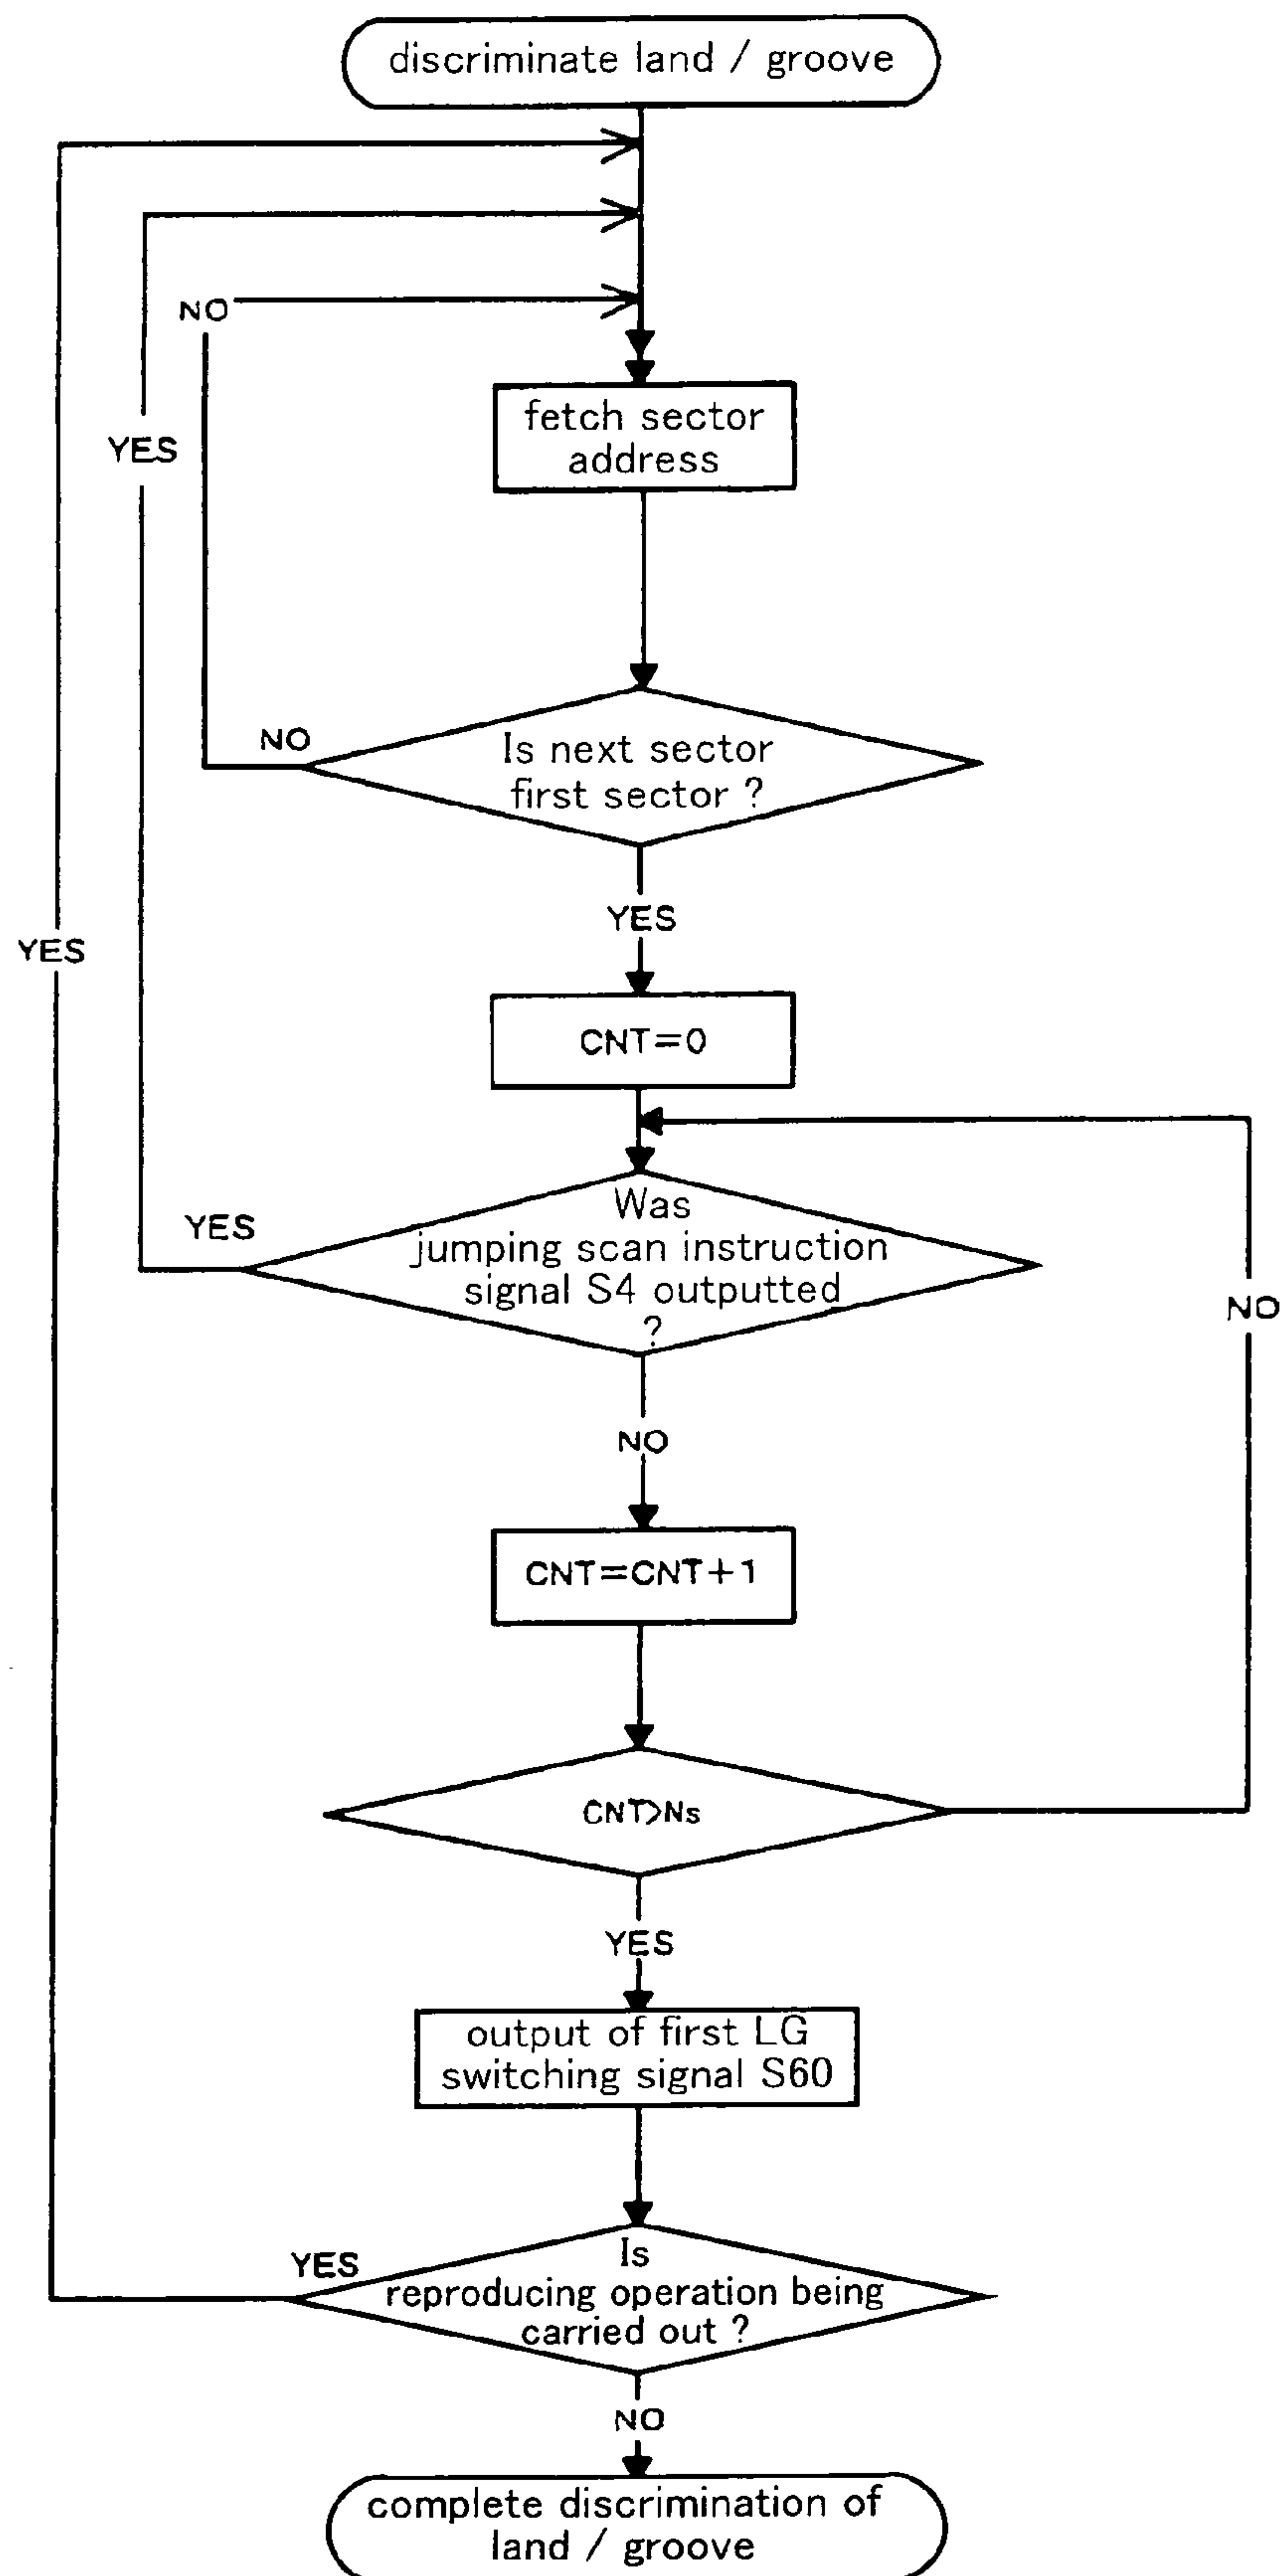 discriminate land / groove
NO
fetch sector
address
YES
NO
Is next sector
first sector ?
YES
YES
CNT=0
Was
jumping scan instruction
signal S4 outputted
?
YES
NO
NO
CNT=CNT+1
CNT>Ns
YES
output of first LG
switching signal S60
YES
Is
reproducing operation being
carried out ?
NO
complete discrimination of
land / groove